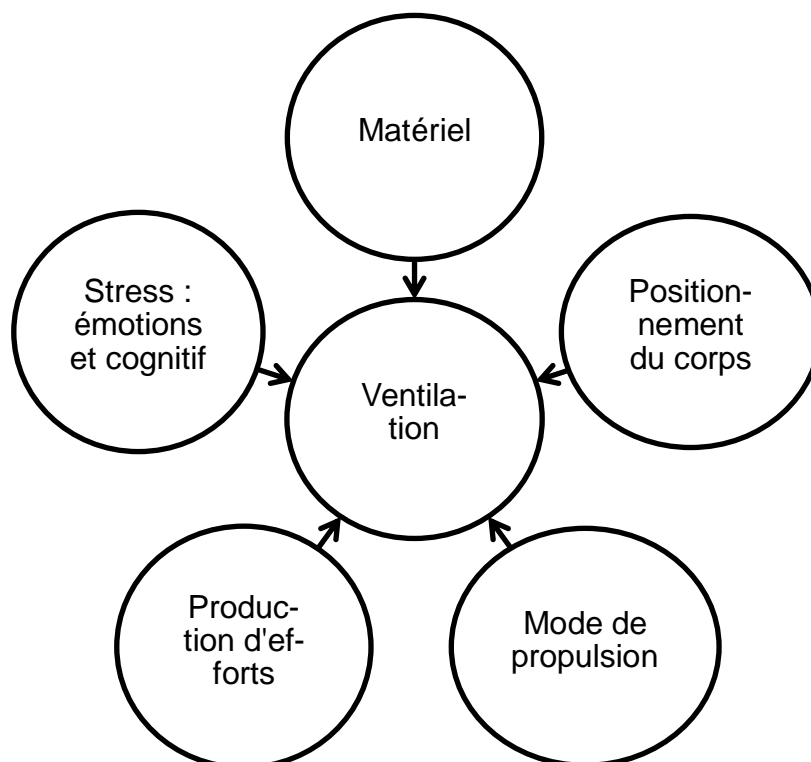 Matériel
Stress :
émotions
et cognitif
Position-
nement
du corps
Ventila-
tion
Produc-
tion d'ef-
forts
Mode de
propulsion